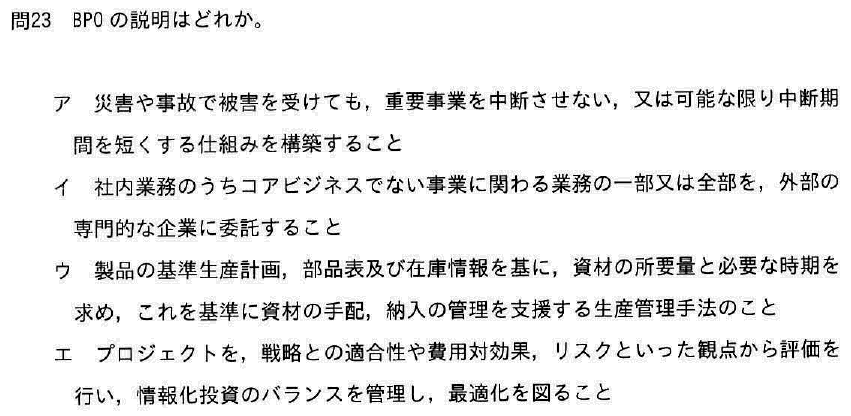 問23　BPO の説明はどれか。
ア　災害や事故で被害を受けても，重要事業を中断させない，又は可能な限り中断期
間を短くする仕組みを構築すること
イ　社内業務のうちコアビジネスでない事業に関わる業務の一部又は全部を，外部の
専門的な企業に委託すること
ウ　製品の基準生産計画，部品表及び在庫情報を基に，資材の所要量と必要な時期を
求め，これを基準に資材の手配，納入の管理を支援する生産管理手法のこと
エ　プロジェクトを，戦略との適合性や費用対効果，リスクといった観点から評価を
行い，情報化投資のバランスを管理し，最適化を図ること